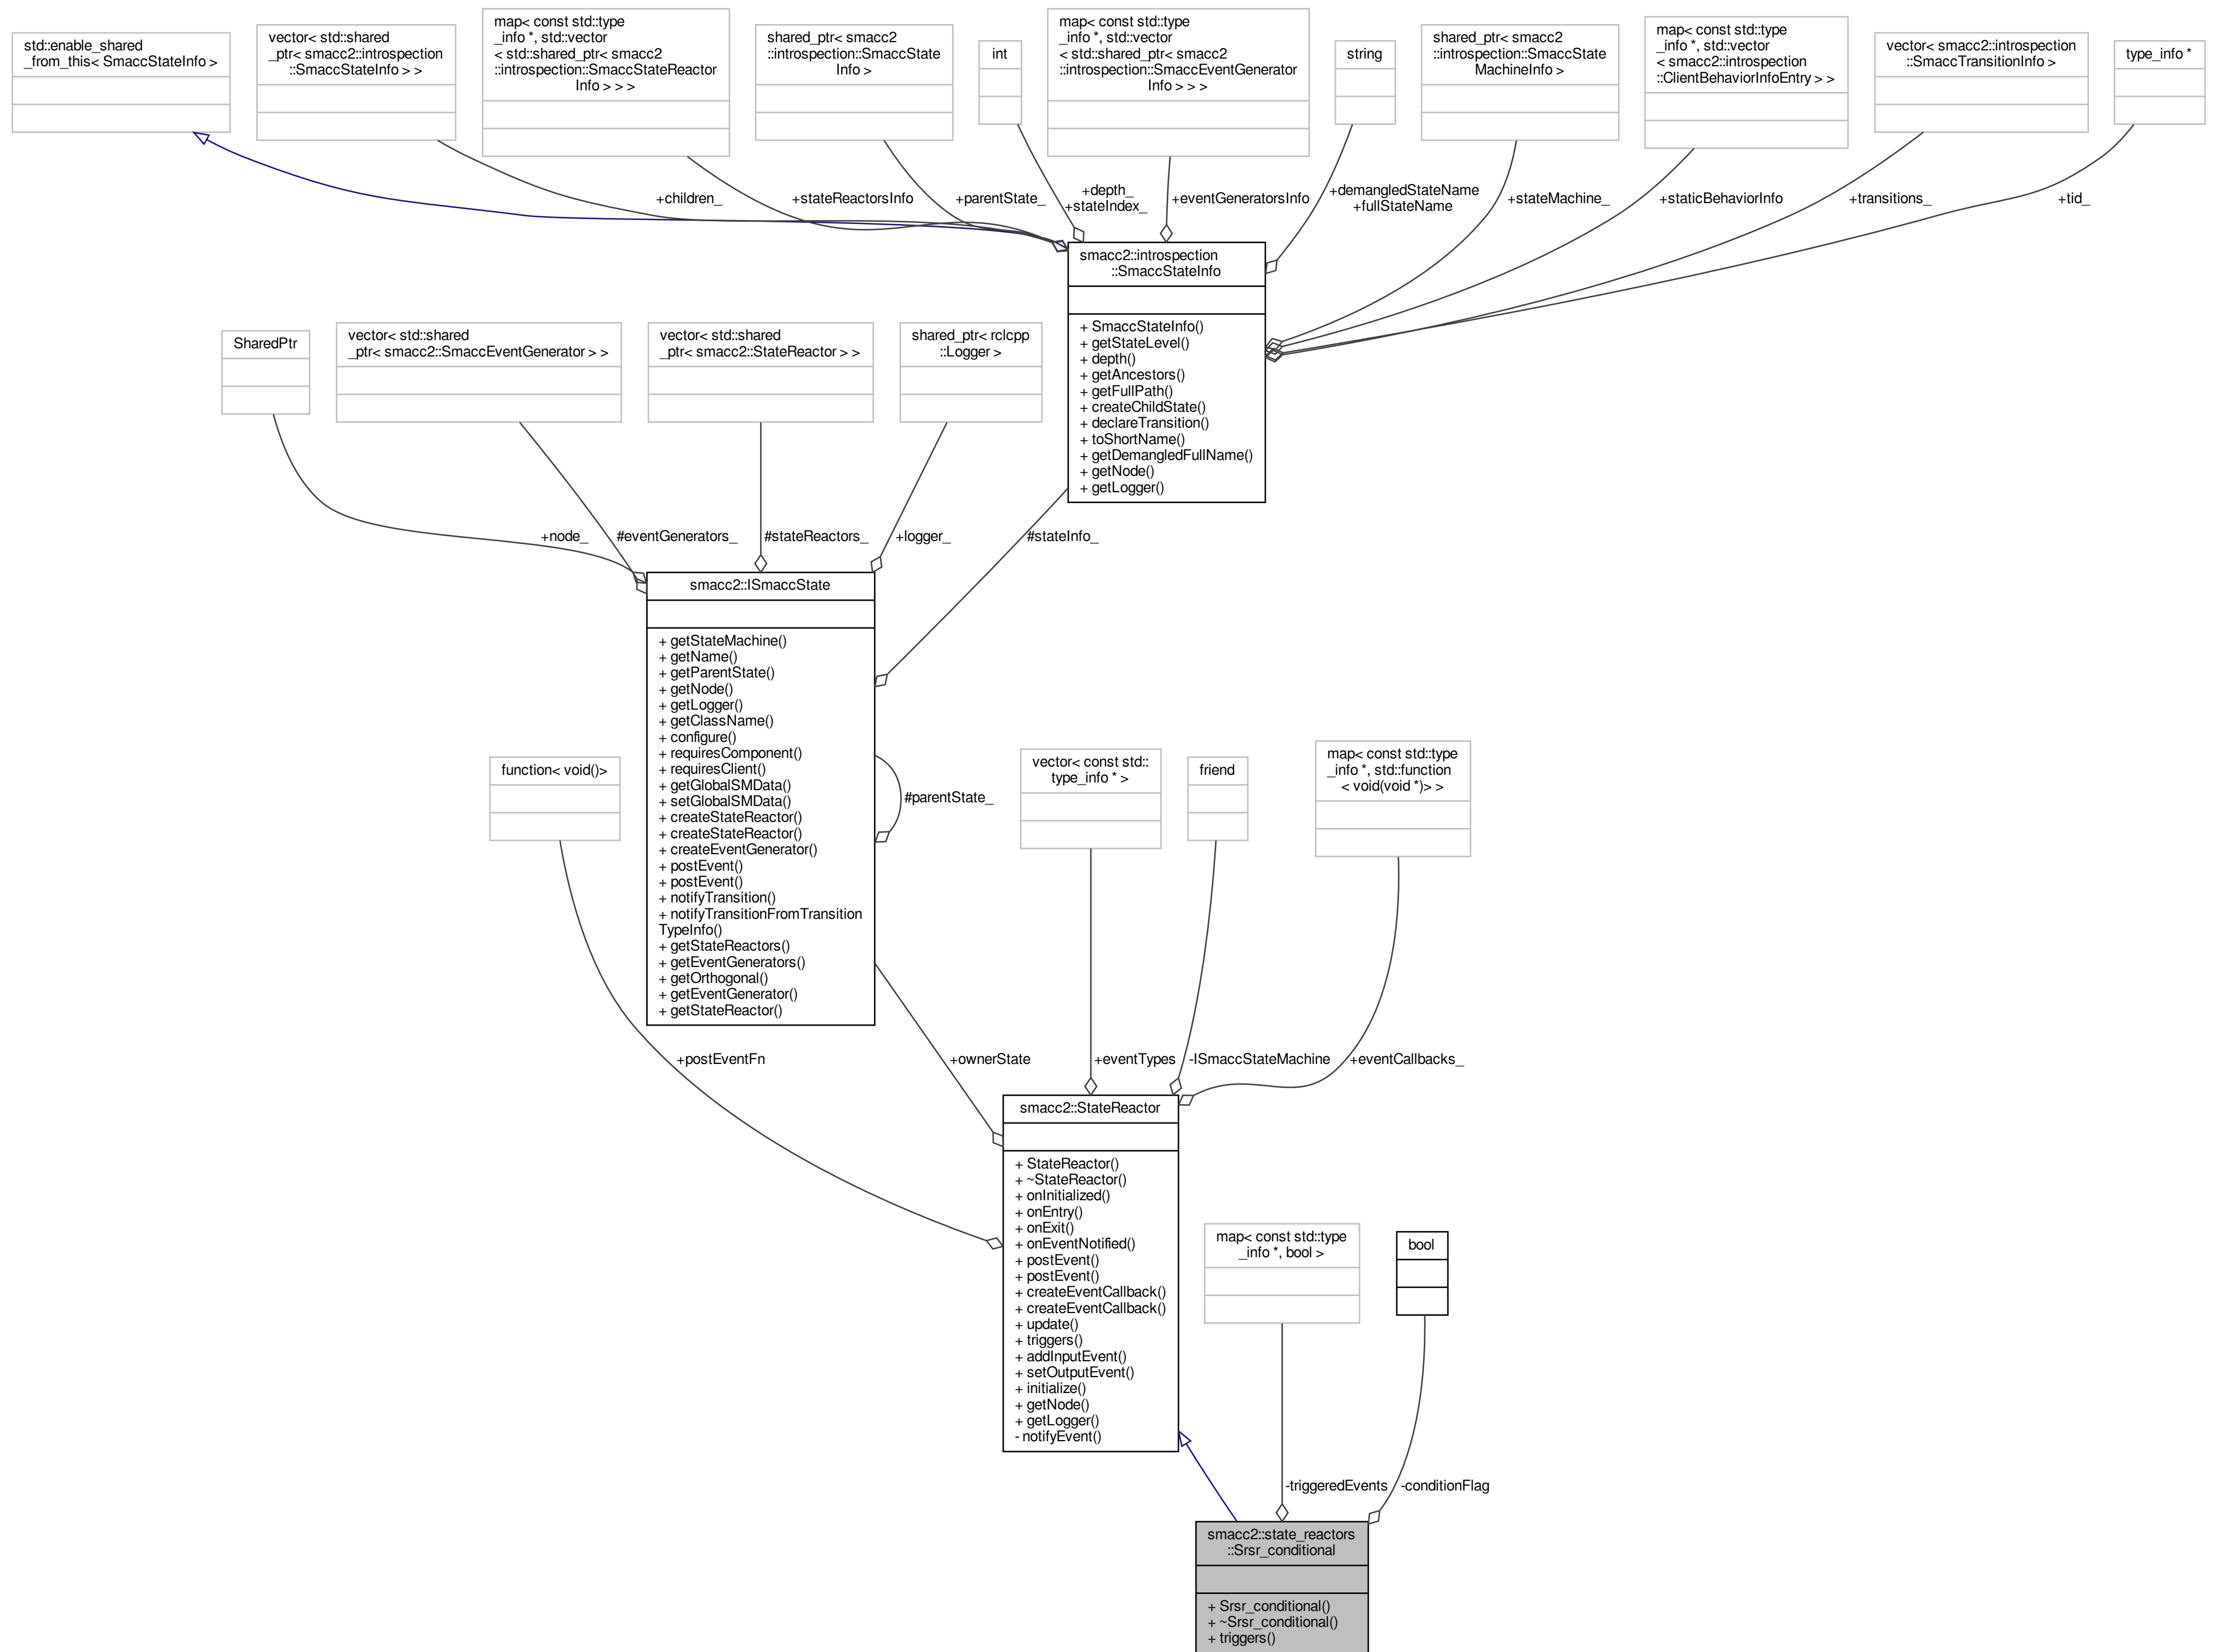 std::enable_shared
_from_this< SmaccStateInfo >
vector< std::shared
_ptr< smacc2::introspection
::SmaccStateInfo > >
map< const std::type
_info *, std::vector
< std::shared_ptr< smacc2
::introspection::SmaccStateReactor
Info > > >
shared_ptr< smacc2
::introspection::SmaccState
Info >
int
map< const std::type
_info *, std::vector
< std::shared_ptr< smacc2
::introspection::SmaccEventGenerator
Info > > >
string
shared_ptr< smacc2
::introspection::SmaccState
MachineInfo >
map< const std::type
_info *, std::vector
< smacc2::introspection
::ClientBehaviorInfoEntry > >
vector< smacc2::introspection
::SmaccTransitionInfo >
type_info *
+children_
+stateReactorsInfo
+parentState_
+depth_
+stateIndex_
+eventGeneratorsInfo
+demangledStateName
+fullStateName
+stateMachine_
+staticBehaviorInfo
+transitions_
+tid_
smacc2::introspection
::SmaccStateInfo
+ SmaccStateInfo()
+ getStateLevel()
+ depth()
+ getAncestors()
+ getFullPath()
+ createChildState()
+ declareTransition()
+ toShortName()
+ getDemangledFullName()
+ getNode()
+ getLogger()
SharedPtr
vector< std::shared
_ptr< smacc2::SmaccEventGenerator > >
vector< std::shared
_ptr< smacc2::StateReactor > >
shared_ptr< rclcpp
::Logger >
+node_
#eventGenerators_
#stateReactors_
+logger_
#stateInfo_
smacc2::ISmaccState
+ getStateMachine()
+ getName()
+ getParentState()
+ getNode()
+ getLogger()
+ getClassName()
+ configure()
+ requiresComponent()
+ requiresClient()
+ getGlobalSMData()
+ setGlobalSMData()
+ createStateReactor()
+ createStateReactor()
+ createEventGenerator()
+ postEvent()
+ postEvent()
+ notifyTransition()
+ notifyTransitionFromTransition
TypeInfo()
+ getStateReactors()
+ getEventGenerators()
+ getOrthogonal()
+ getEventGenerator()
+ getStateReactor()
#parentState_
function< void()>
vector< const std::
type_info * >
friend
map< const std::type
_info *, std::function
< void(void *)> >
+postEventFn
+ownerState
+eventTypes
-ISmaccStateMachine
+eventCallbacks_
smacc2::StateReactor
+ StateReactor()
+ ~StateReactor()
+ onInitialized()
+ onEntry()
+ onExit()
+ onEventNotified()
+ postEvent()
+ postEvent()
+ createEventCallback()
+ createEventCallback()
+ update()
+ triggers()
+ addInputEvent()
+ setOutputEvent()
+ initialize()
+ getNode()
+ getLogger()
- notifyEvent()
map< const std::type
_info *, bool >
bool
-triggeredEvents
-conditionFlag
smacc2::state_reactors
::Srsr_conditional
+ Srsr_conditional()
+ ~Srsr_conditional()
+ triggers()